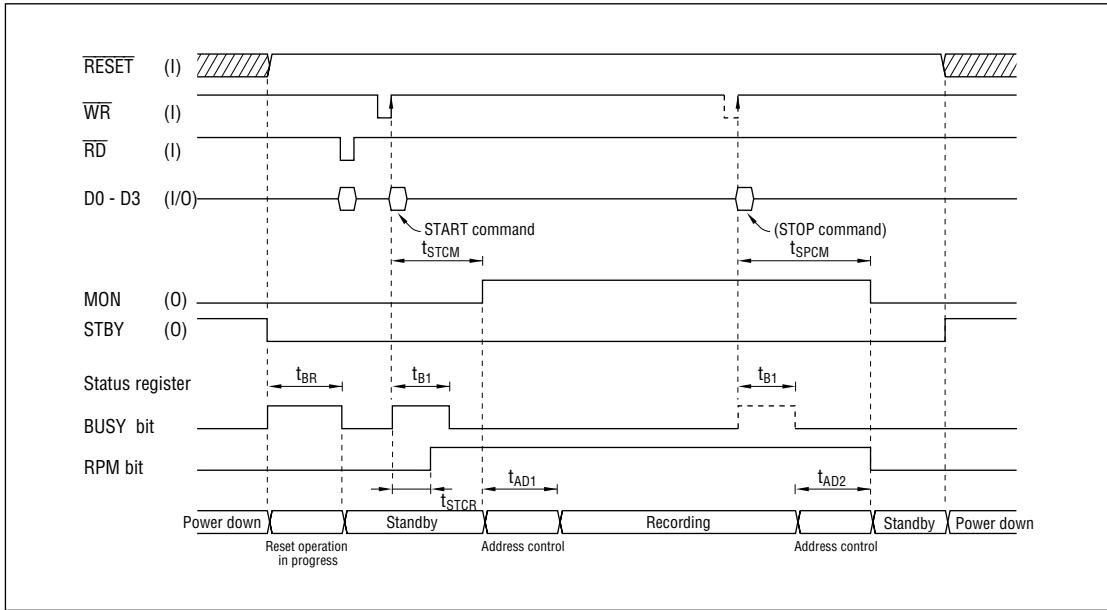 RESET (I)
WR (I)
RD (I)
D0 - D3 (I/O)
START command
(STOP command)
tSTCM
tSPCM
MON (O)
STBY (O)
Status register
tBR
tB1
tB1
BUSY bit
RPM bit
tAD1
tAD2
tSTCR
Power down
Standby
Recording
Standby
Power down
Reset operation
in progress
Address control
Address control